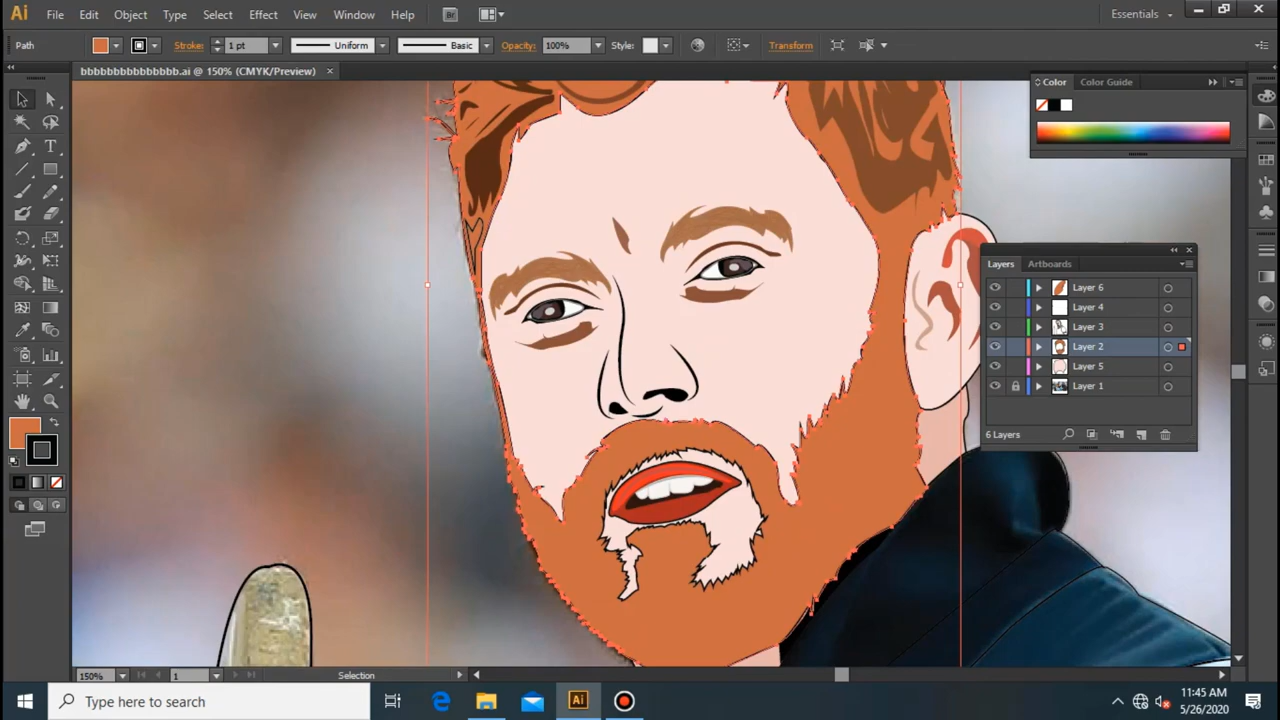 Ai File Edit Object Type Select Effect View Window Help Br Essentials
Path Stroke: 1 pt Uniform Basic Opacity: 100% Style: Transform
bbbbbbbbbbbbbbbb.ai @ 150% (CMYK/Preview)
Color Color Guide
Layers Artboards
Layer 6
Layer 4
Layer 3
Layer 2
Layer 5
Layer 1
6 Layers
150% 1 Selection
Type here to search
Ai
11:45 AM
5/26/2020